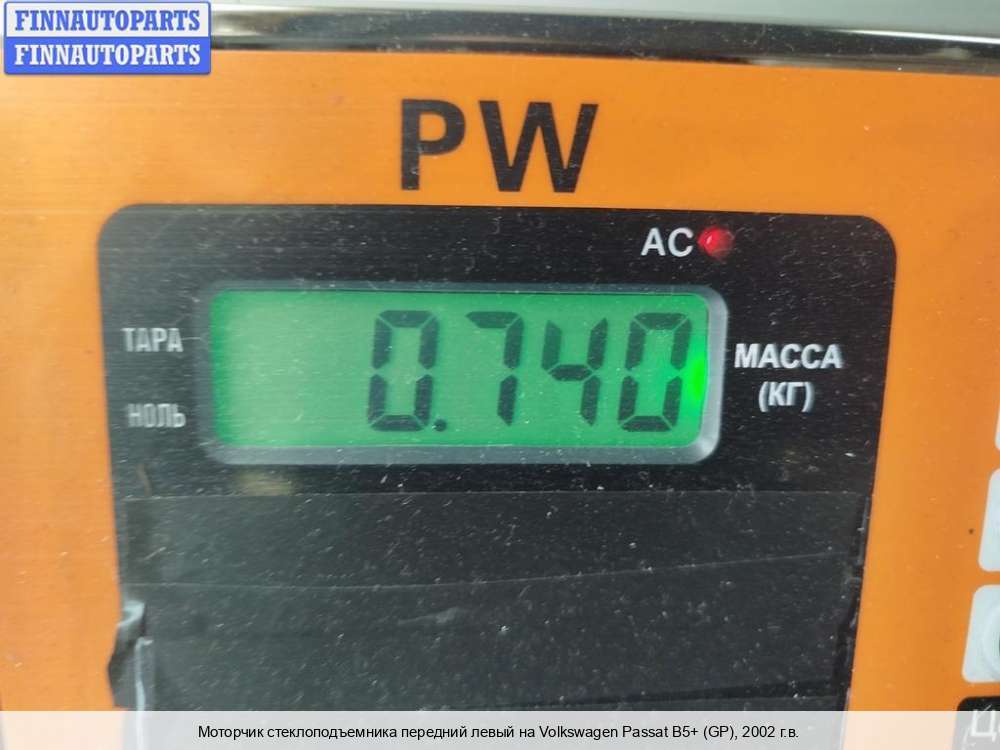 FINNAUTOPARTS
FINNAUTOPARTS
PW
AC
ТАРА
0.740
МАССА
(КГ)
НОЛЬ
Моторчик стеклоподъемника передний левый на Volkswagen Passat B5+ (GP), 2002 г.в.